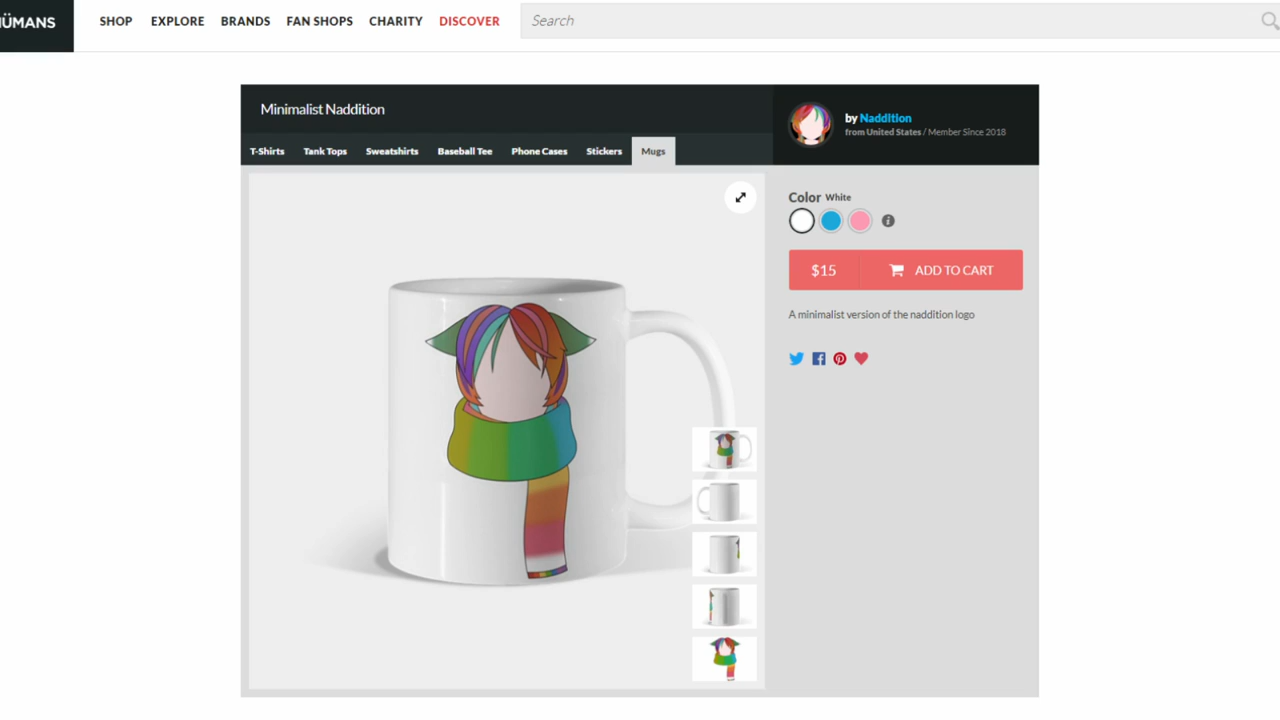 HÜMANS SHOP EXPLORE BRANDS FAN SHOPS CHARITY DISCOVER Search
Minimalist Naddition
by Naddition
from United States / Member Since 2018
T-Shirts Tank Tops Sweatshirts Baseball Tee Phone Cases Stickers Mugs
Color White
$15 ADD TO CART
A minimalist version of the naddition logo